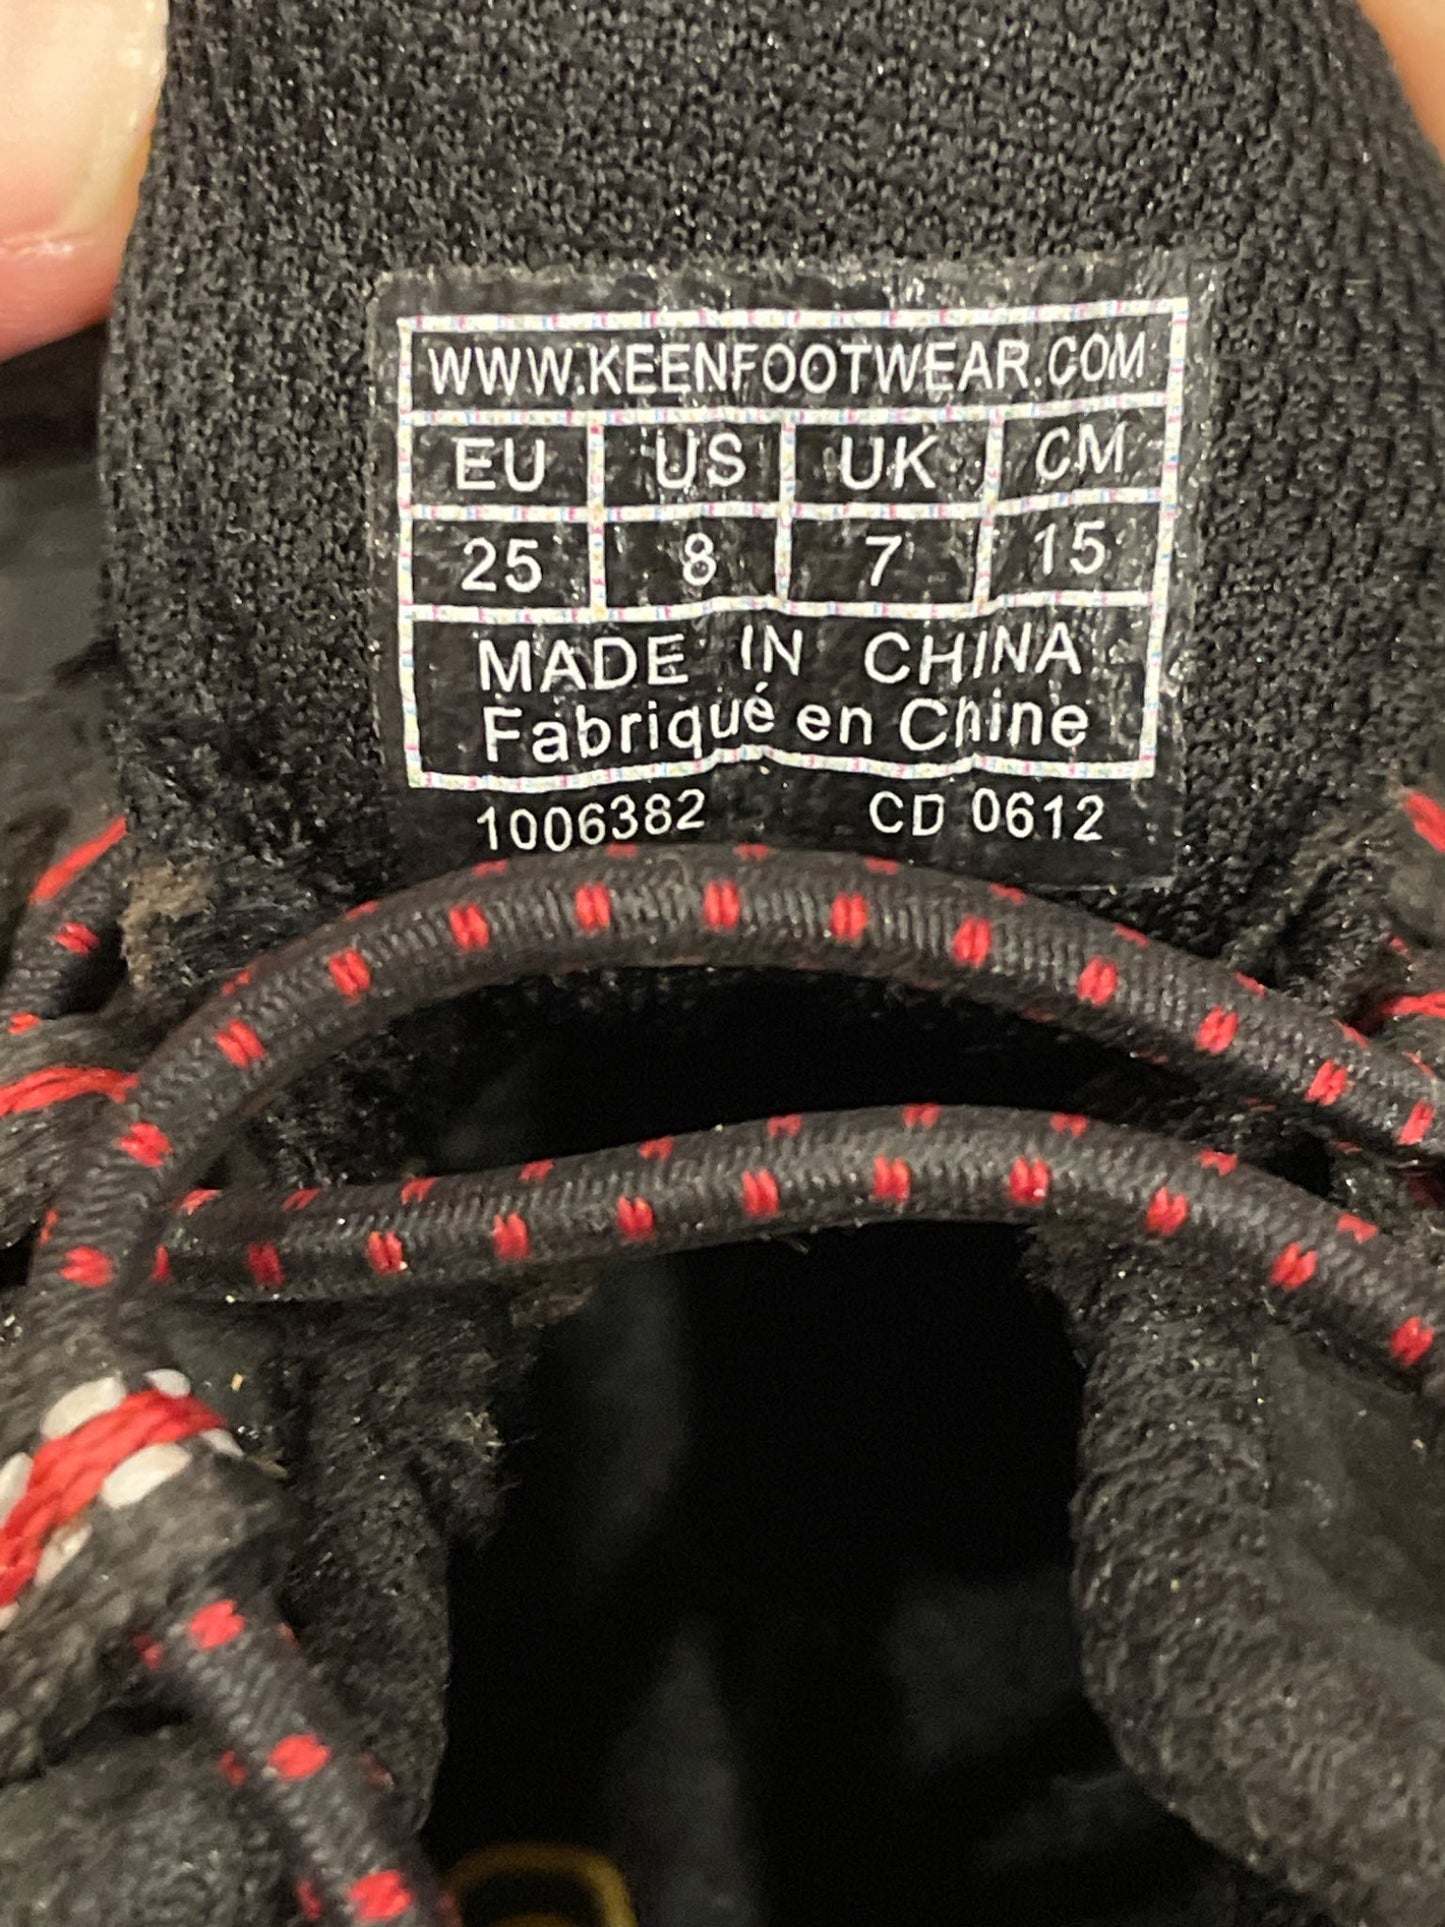 WWW.KEENFOOTWEAR.COM
EU US UK CM
25 8 7 15
MADE IN CHINA
Fabriqué en Chine
1006382 CD 0612